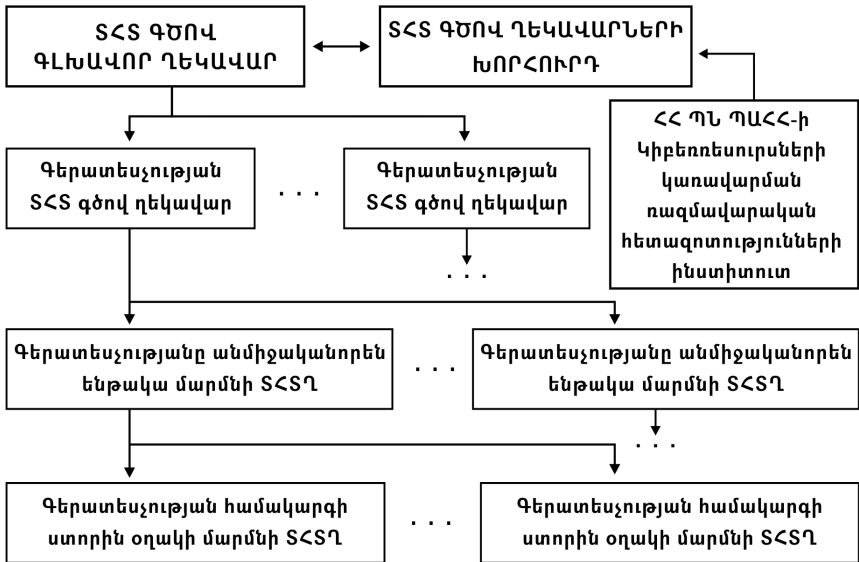 ՏՀՏ ԳԾՈՎ
ԳԼԽԱՎՈՐ ՂԵԿԱՎԱՐ
ՏՀՏ ԳԾՈՎ ՂԵԿԱՎԱՐՆԵՐԻ
ԽՈՐՀՈՒՐԴ
ՀՀ ՊՆ ՊԱՀՀ-ի
Կիբեռռեսուրսների
կառավարման
ռազմավարական
հետազոտությունների
ինստիտուտ
Գերատեսչության
ՏՀՏ գծով ղեկավար
. . .
Գերատեսչության
ՏՀՏ գծով ղեկավար
. . .
Գերատեսչությանը անմիջականորեն
ենթակա մարմնի ՏՀՏՂ
. . .
Գերատեսչությանը անմիջականորեն
ենթակա մարմնի ՏՀՏՂ
. . .
Գերատեսչության համակարգի
ստորին օղակի մարմնի ՏՀՏՂ
. . .
Գերատեսչության համակարգի
ստորին օղակի մարմնի ՏՀՏՂ